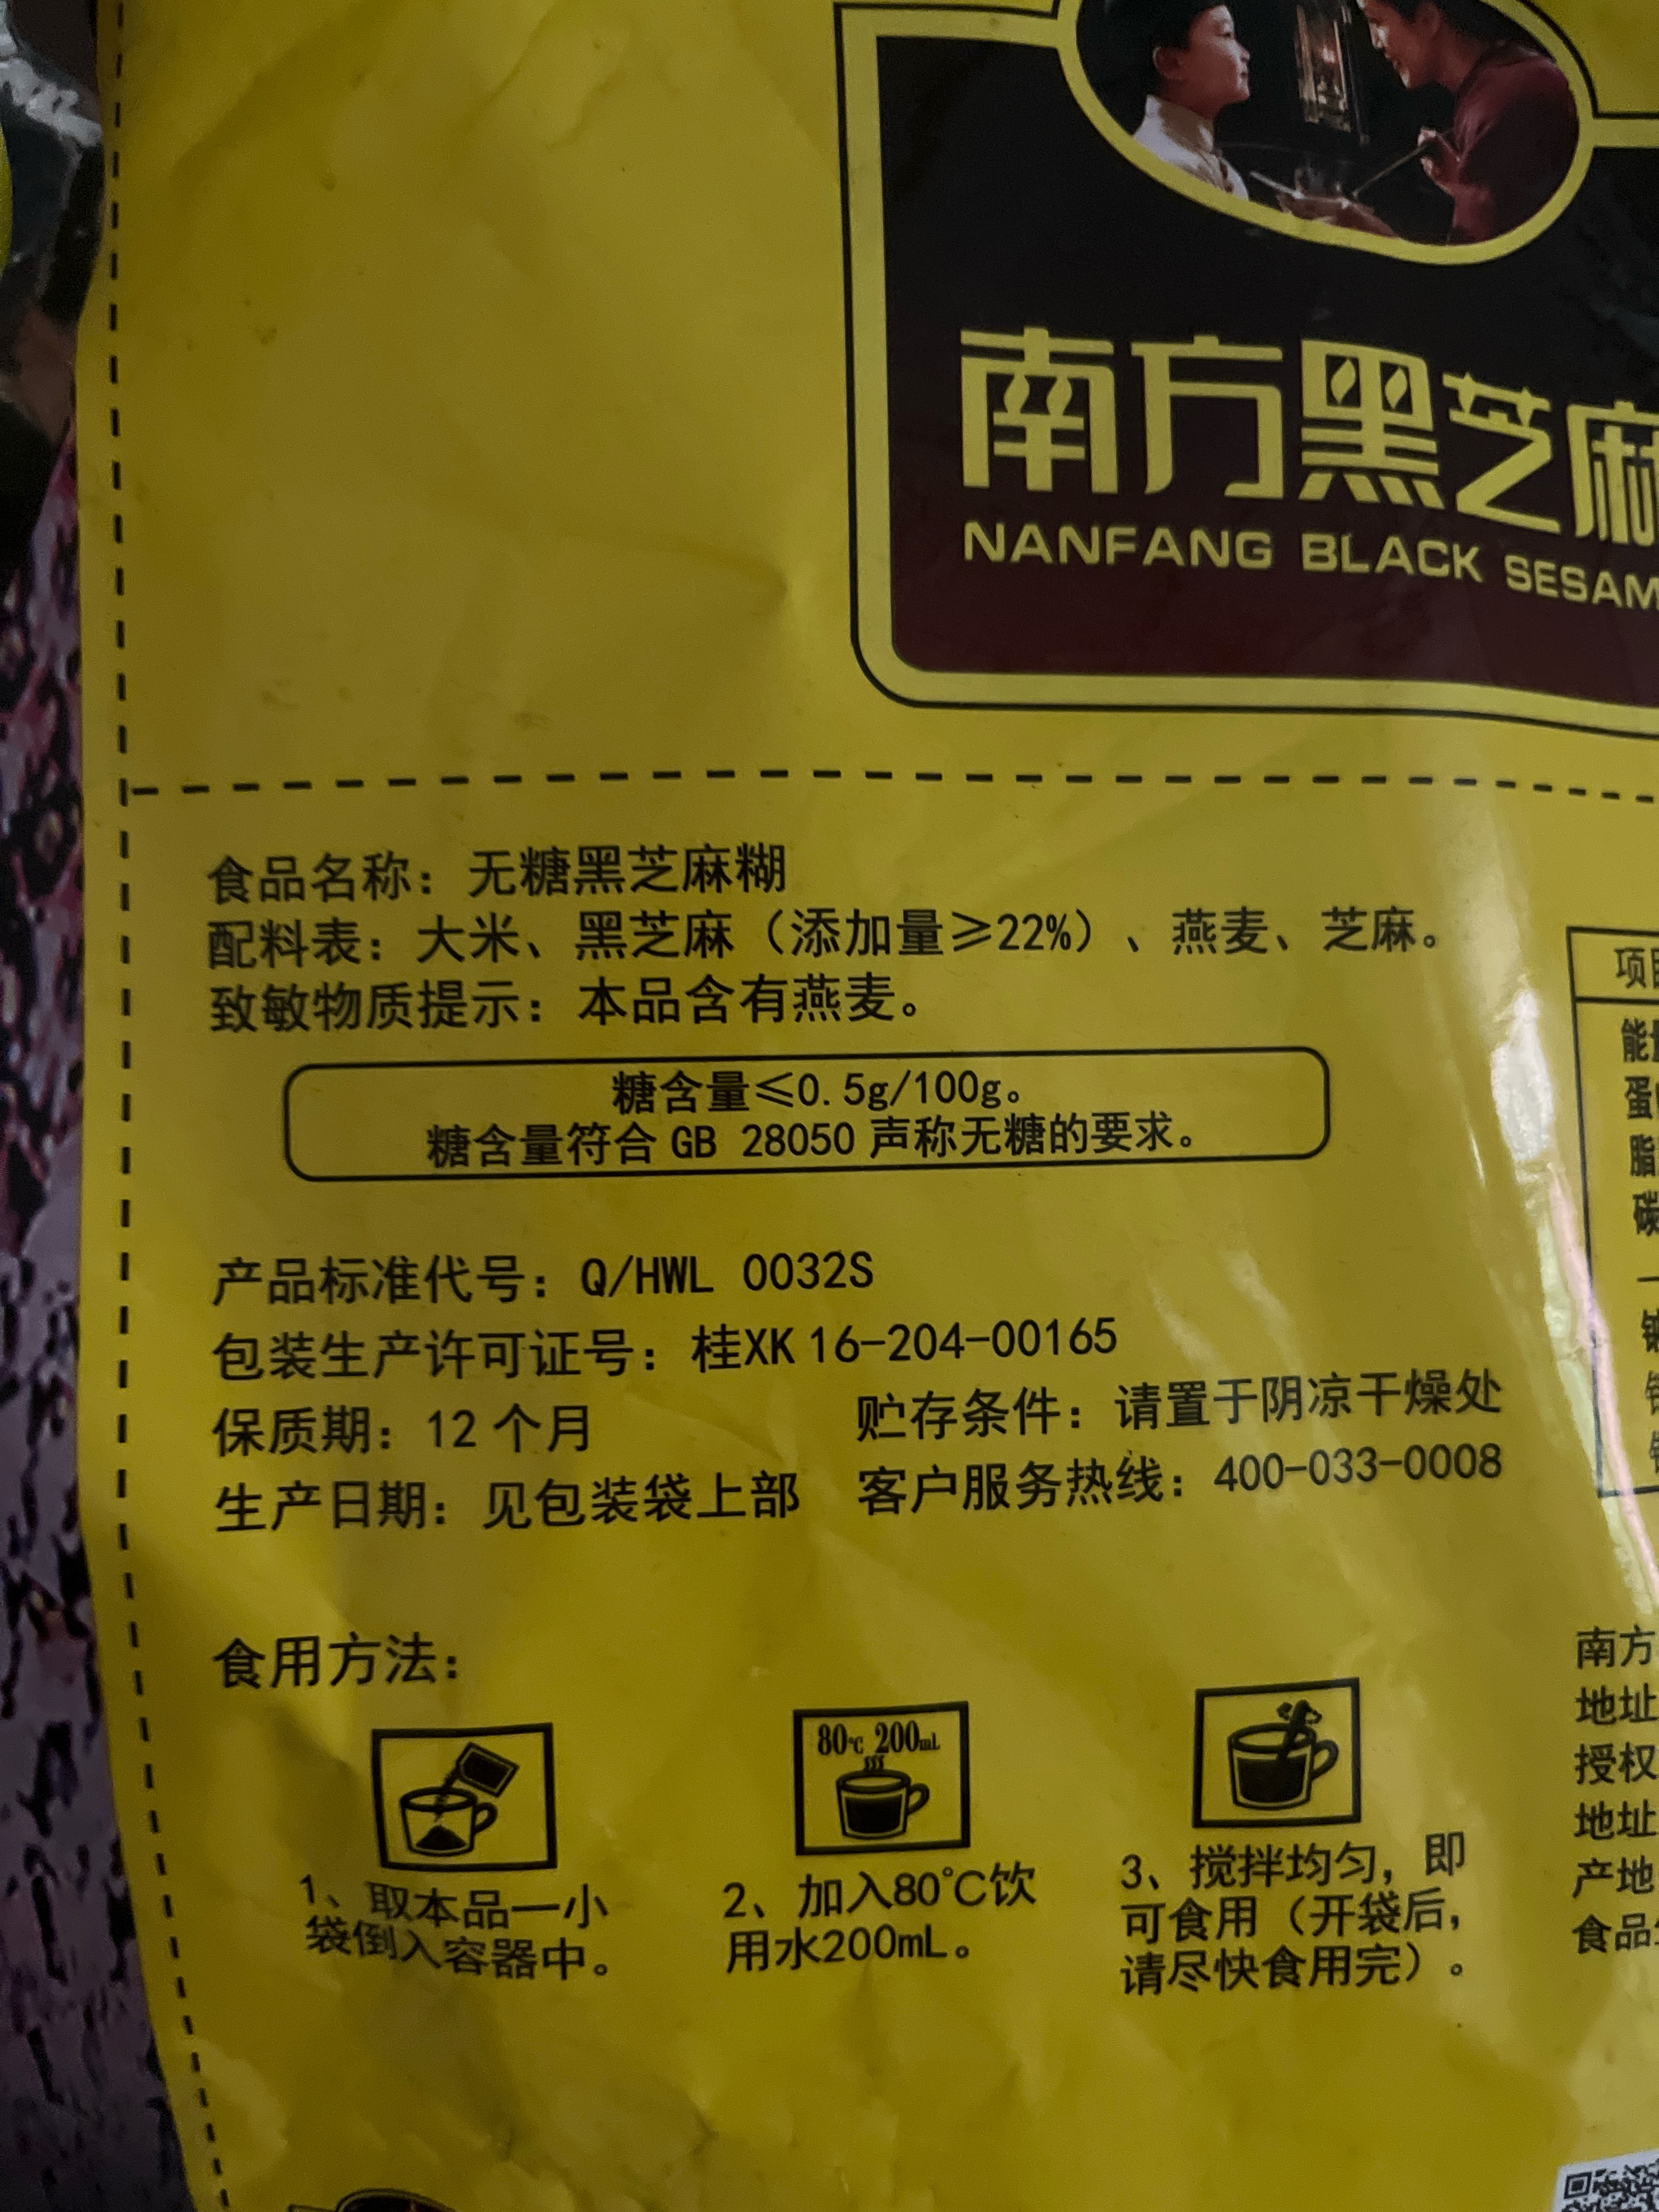 南方黑芝麻
NANFANG BLACK SESAM
食品名称：无糖黑芝麻糊
配料表：大米、黑芝麻（添加量≥22%）、燕麦、芝麻。
致敏物质提示：本品含有燕麦。
糖含量≤0.5g/100g。
糖含量符合 GB 28050 声称无糖的要求。
产品标准代号：Q/HWL 0032S
包装生产许可证号：桂XK 16-204-00165
保质期：12 个月
贮存条件：请置于阴凉干燥处
生产日期：见包装袋上部
客户服务热线：400-033-0008
食用方法：
80℃ 200mL
1、取本品一小
袋倒入容器中。
2、加入80℃饮
用水200mL。
3、搅拌均匀，即
可食用（开袋后，
请尽快食用完）。
项
能
蛋
脂
碳
南方
地址
授权
地址
产地
食品